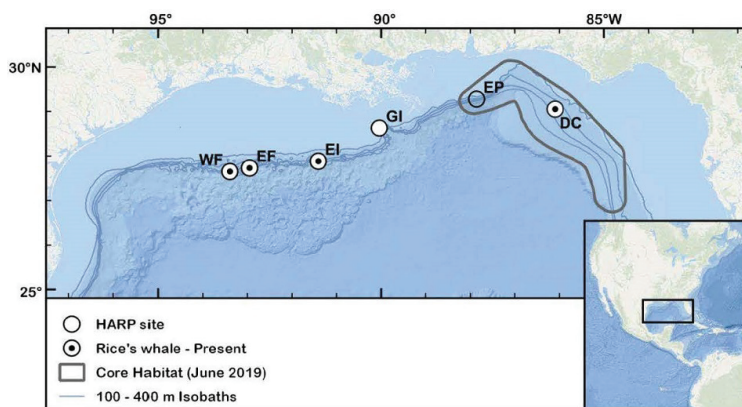 95° 90° 85°W
30°N
EP
GI
DC
WF EF EI
25°
HARP site
Rice's whale - Present
Core Habitat (June 2019)
100 - 400 m Isobaths